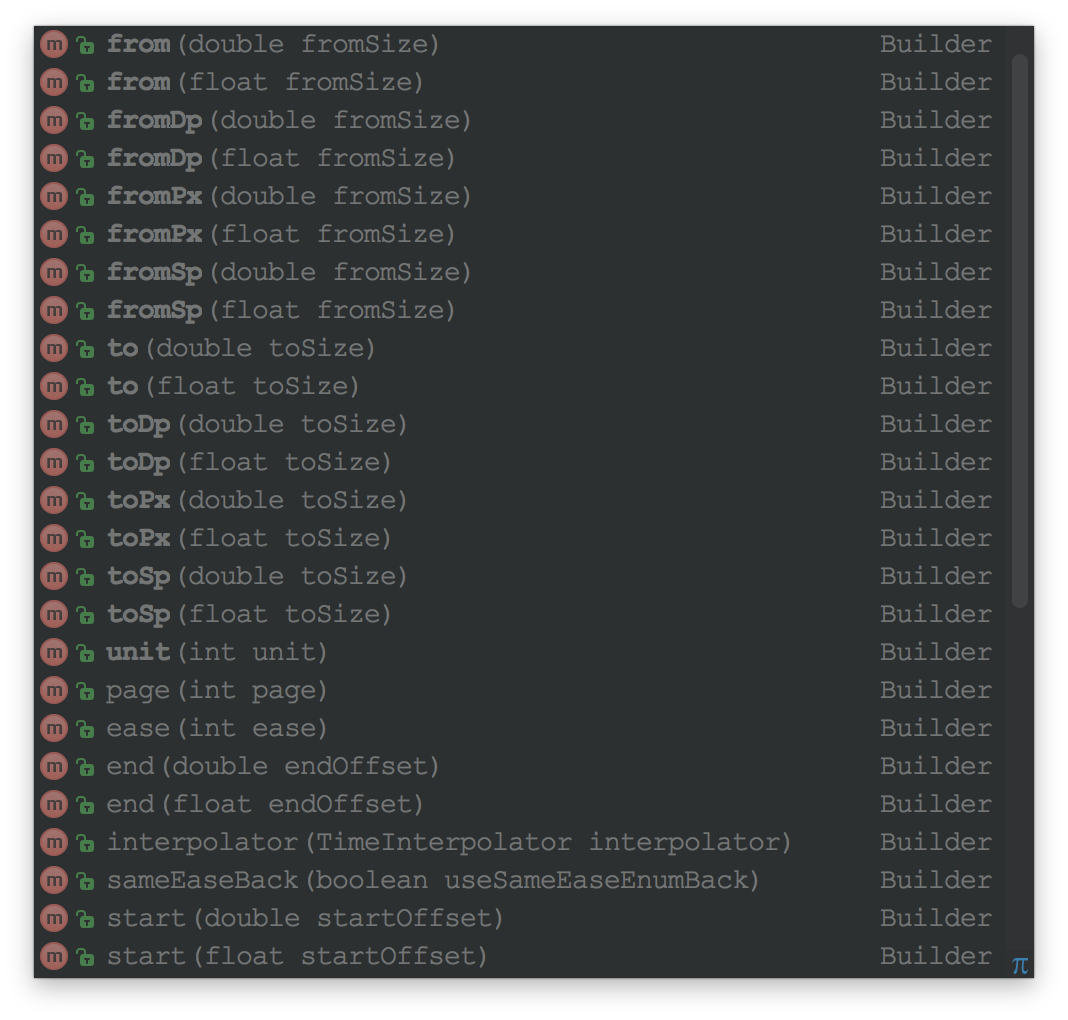 m from(double fromSize) Builder
m from(float fromSize) Builder
m fromDp(double fromSize) Builder
m fromDp(float fromSize) Builder
m fromPx(double fromSize) Builder
m fromPx(float fromSize) Builder
m fromSp(double fromSize) Builder
m fromSp(float fromSize) Builder
m to(double toSize) Builder
m to(float toSize) Builder
m toDp(double toSize) Builder
m toDp(float toSize) Builder
m toPx(double toSize) Builder
m toPx(float toSize) Builder
m toSp(double toSize) Builder
m toSp(float toSize) Builder
m unit(int unit) Builder
m page(int page) Builder
m ease(int ease) Builder
m end(double endOffset) Builder
m end(float endOffset) Builder
m interpolator(TimeInterpolator interpolator) Builder
m sameEaseBack(boolean useSameEaseEnumBack) Builder
m start(double startOffset) Builder
m start(float startOffset) Builder π